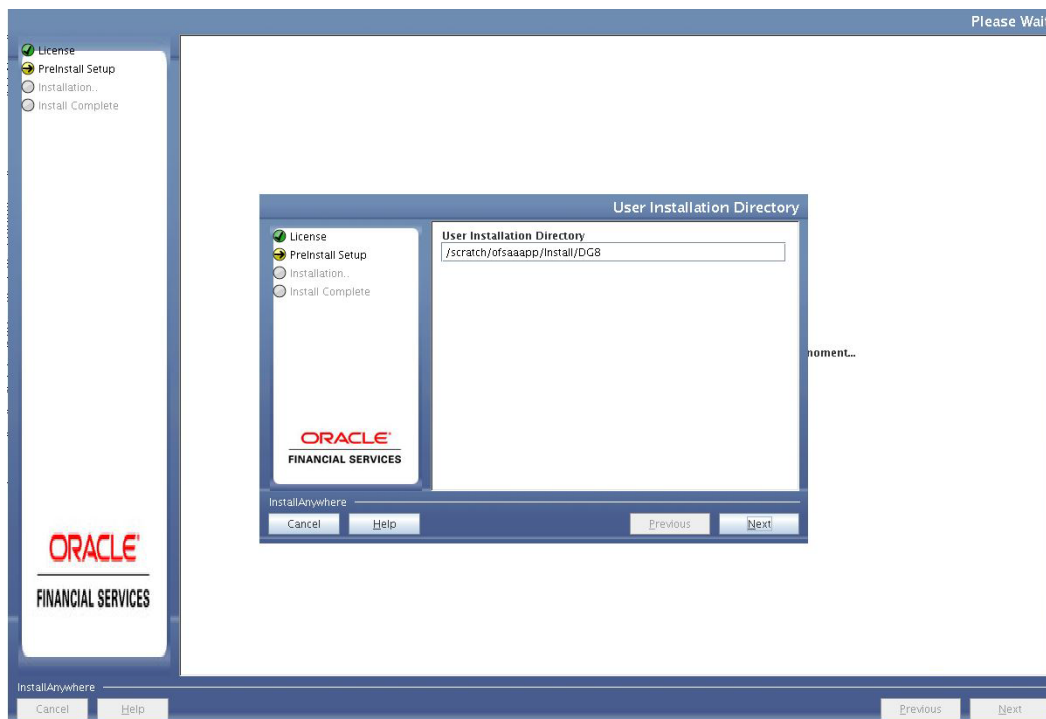 Please Wai
License
PreInstall Setup
Installation..
Install Complete
User Installation Directory
License
PreInstall Setup
Installation..
Install Complete
User Installation Directory
/scratch/ofsaaapp/Install/DG8
moment...
ORACLE
FINANCIAL SERVICES
InstallAnywhere
Cancel
Help
Previous
Next
ORACLE
FINANCIAL SERVICES
InstallAnywhere
Cancel
Help
Previous
Next